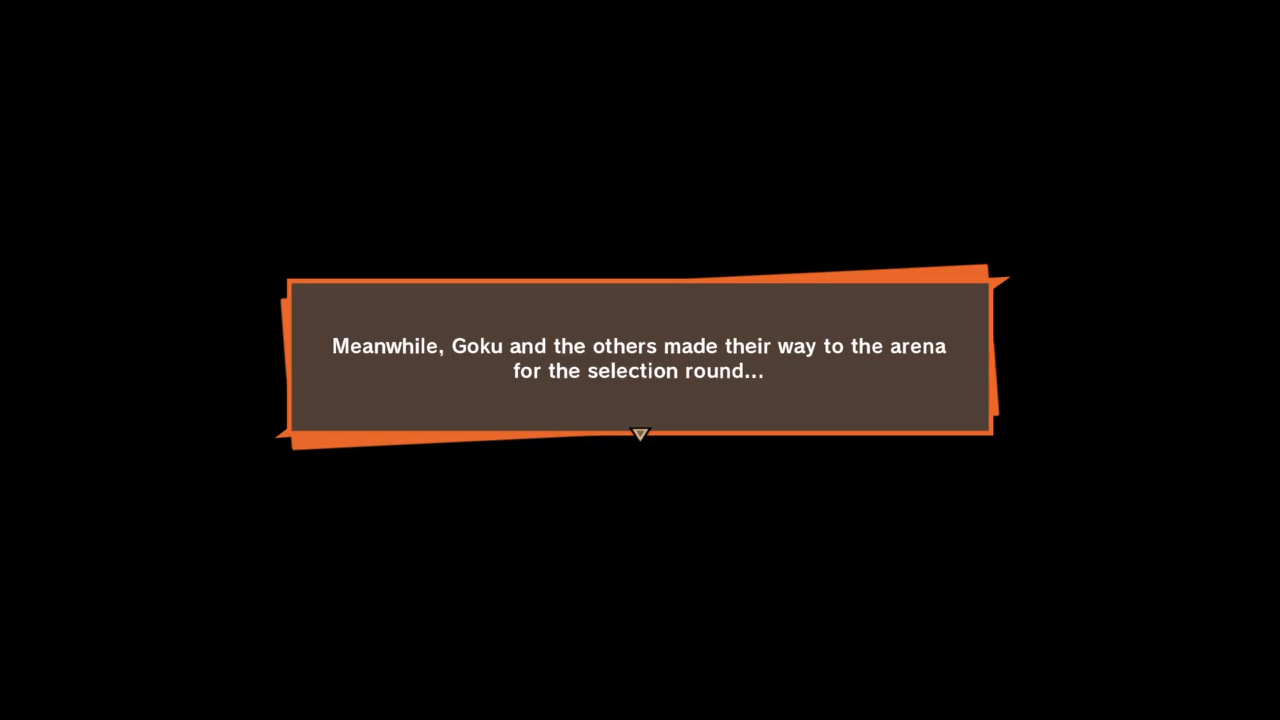 Meanwhile, Goku and the others made their way to the arena
for the selection round...